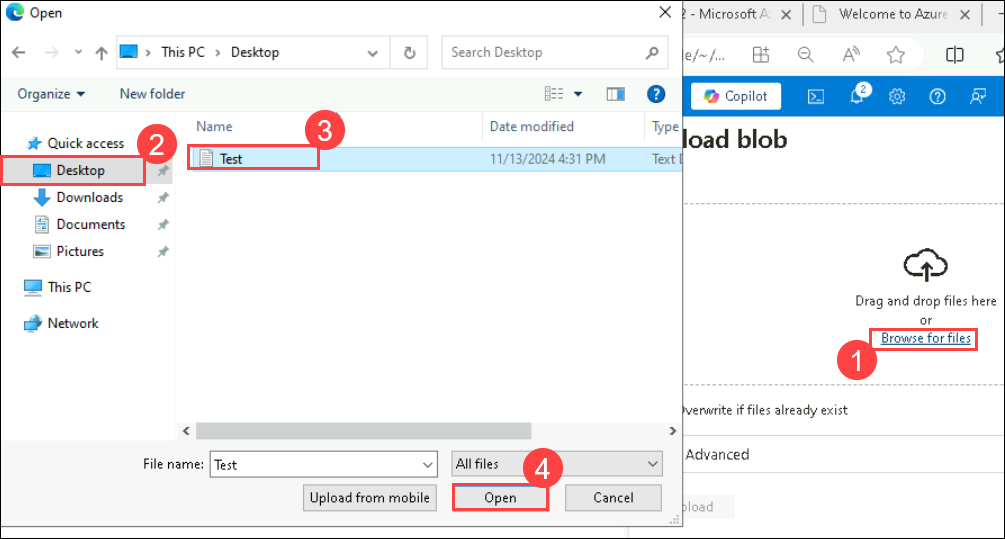 Open
2 - Microsoft A
Welcome to Azure
This PC > Desktop
Search Desktop
le/~/...
Organize
New folder
Copilot
2
load blob
Name
Date modified
Type
3
2
1
4
Quick access
Desktop
Downloads
Documents
Pictures
This PC
Network
Test
11/13/2024 4:31 PM
Text D
Drag and drop files here
or
Browse for files
Overwrite if files already exist
Advanced
File name:
Test
All files
Upload from mobile
Open
Cancel
load